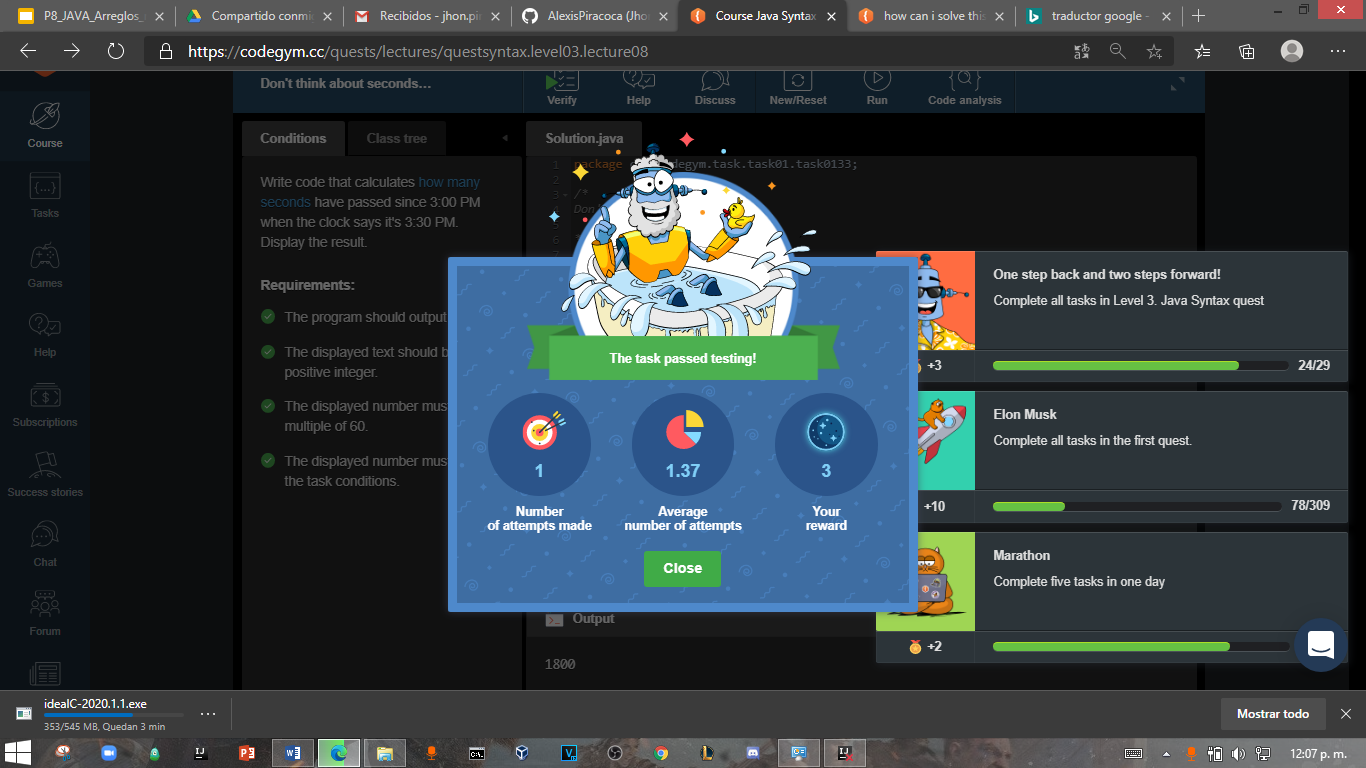 P8_JAVA_Arreglos_
Compartido conmi
Recibidos - jhon.pi
AlexisPiracoca (Jho
Course Java Syntax
how can i solve this
traductor google -
https://codegym.cc/quests/lectures/questsyntax.level03.lecture08
Don't think about seconds…
Verify
Help
Discuss
New/Reset
Run
Code analysis
Course
Tasks
Games
Help
Subscriptions
Success stories
Chat
Forum
Conditions
Class tree
Write code that calculates how many
seconds have passed since 3:00 PM
when the clock says it's 3:30 PM.
Display the result.
Requirements:
The program should output
The displayed text should b
positive integer.
The displayed number mus
multiple of 60.
The displayed number mus
the task conditions.
Solution.java
1 package degym.task.task01.task0133;
2
3 /*
4 Don
5
6
The task passed testing!
1
Number
of attempts made
1.37
Average
number of attempts
3
Your
reward
Close
One step back and two steps forward!
Complete all tasks in Level 3. Java Syntax quest
+3
24/29
Elon Musk
Complete all tasks in the first quest.
+10
78/309
Marathon
Complete five tasks in one day
+2
Output
1800
ideaIC-2020.1.1.exe
353/545 MB, Quedan 3 min
Mostrar todo
12:07 p. m.